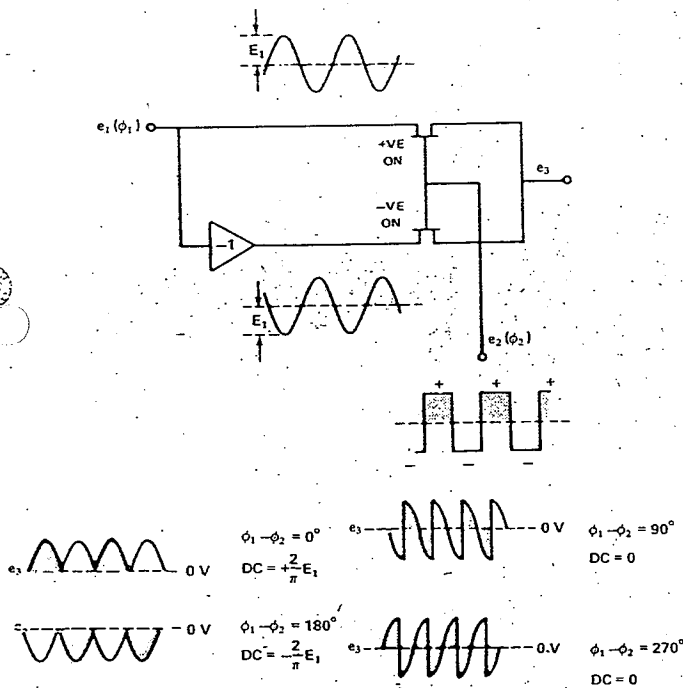 E₁
e₁(ϕ₁)
+VE
ON
e₃
−VE
ON
−1
E₁
e₂(ϕ₂)
+ + +
− − −
e₃ 0 V
ϕ₁−ϕ₂ = 0°
DC = +2/π E₁
e₃ 0 V
ϕ₁−ϕ₂ = 90°
DC = 0
0 V
ϕ₁−ϕ₂ = 180°
DC = −2/π E₁
e₃ 0.V
ϕ₁−ϕ₂ = 270°
DC = 0